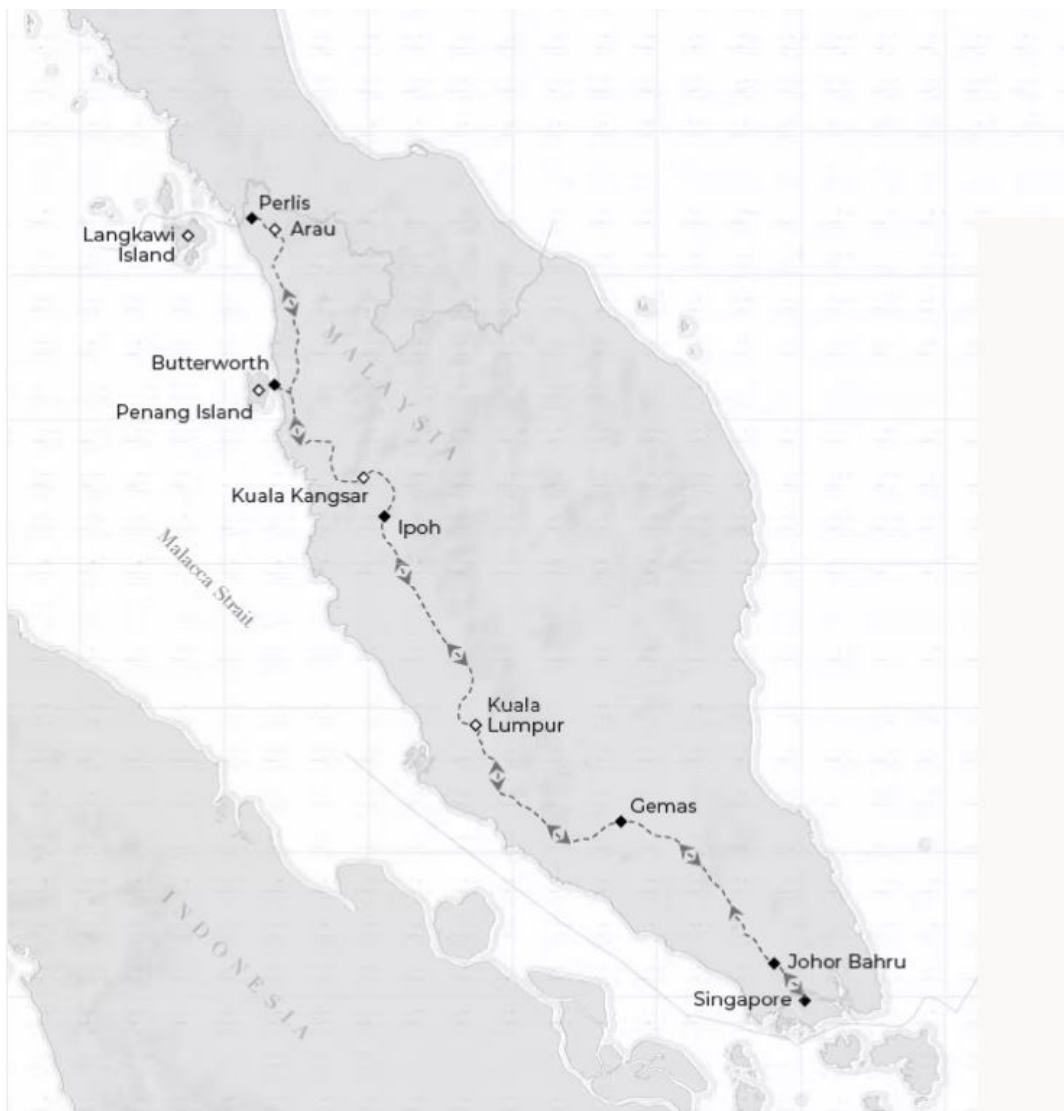 Perlis
Arau
Langkawi
Island
MALAYSIA
Butterworth
Penang Island
Kuala Kangsar
Ipoh
Malacca Strait
Kuala
Lumpur
Gemas
INDONESIA
Johor Bahru
Singapore